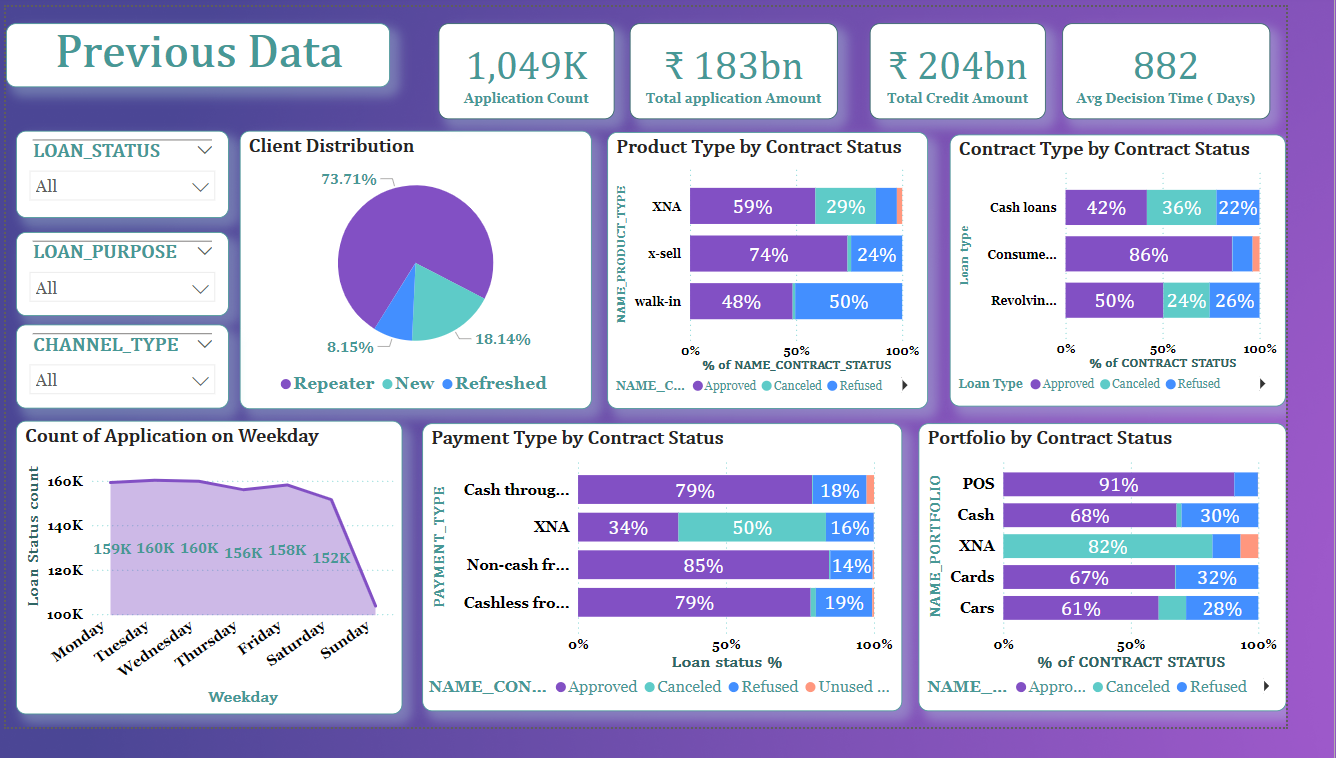 Previous Data
1,049K
Application Count
₹ 183bn
Total application Amount
₹ 204bn
Total Credit Amount
882
Avg Decision Time ( Days)
LOAN_STATUS
All
LOAN_PURPOSE
All
CHANNEL_TYPE
All
Client Distribution
73.71%
8.15%
18.14%
Repeater New Refreshed
Product Type by Contract Status
NAME_PRODUCT_TYPE
XNA 59% 29%
x-sell 74% 24%
walk-in 48% 50%
0% 50% 100%
% of NAME_CONTRACT_STATUS
NAME_C... Approved Canceled Refused
Contract Type by Contract Status
Loan type
Cash loans 42% 36% 22%
Consume... 86%
Revolvin... 50% 24% 26%
0% 50% 100%
% of CONTRACT STATUS
Loan Type Approved Canceled Refused
Count of Application on Weekday
Loan Status count
160K
140K
120K
100K
159K 160K 160K 156K 158K 152K
Monday Tuesday Wednesday Thursday Friday Saturday Sunday
Weekday
Payment Type by Contract Status
PAYMENT_TYPE
Cash throug... 79% 18%
XNA 34% 50% 16%
Non-cash fr... 85% 14%
Cashless fro... 79% 19%
0% 50% 100%
Loan status %
NAME_CON... Approved Canceled Refused Unused ...
Portfolio by Contract Status
NAME_PORTFOLIO
POS 91%
Cash 68% 30%
XNA 82%
Cards 67% 32%
Cars 61% 28%
0% 50% 100%
% of CONTRACT STATUS
NAME_... Appro... Canceled Refused